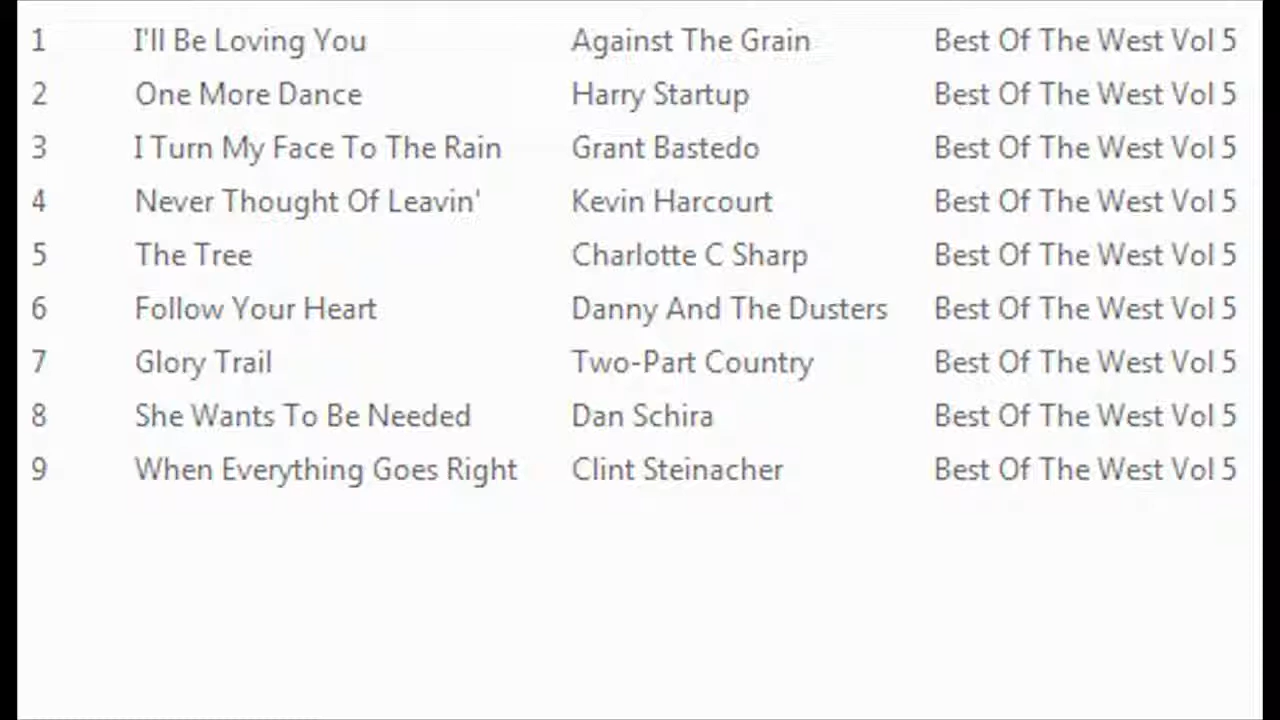 1 I'll Be Loving You Against The Grain Best Of The West Vol 5
2 One More Dance Harry Startup Best Of The West Vol 5
3 I Turn My Face To The Rain Grant Bastedo Best Of The West Vol 5
4 Never Thought Of Leavin' Kevin Harcourt Best Of The West Vol 5
5 The Tree Charlotte C Sharp Best Of The West Vol 5
6 Follow Your Heart Danny And The Dusters Best Of The West Vol 5
7 Glory Trail Two-Part Country Best Of The West Vol 5
8 She Wants To Be Needed Dan Schira Best Of The West Vol 5
9 When Everything Goes Right Clint Steinacher Best Of The West Vol 5